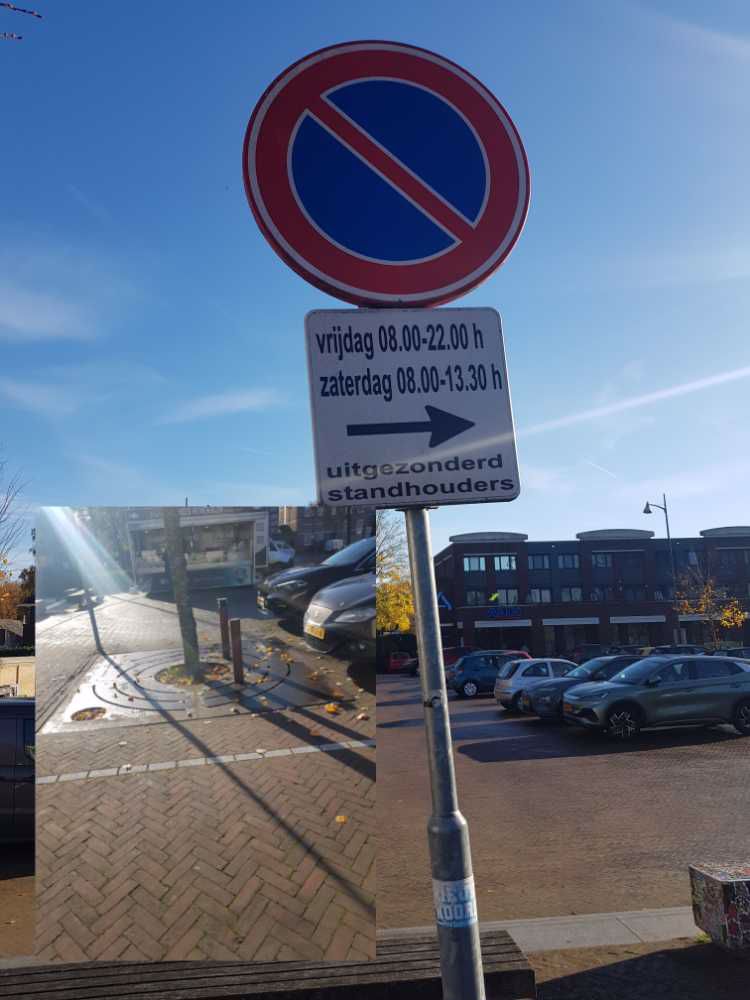 vrijdag 08.00-22.00 h
zaterdag 08.00-13.30 h
uitgezonderd
standhouders